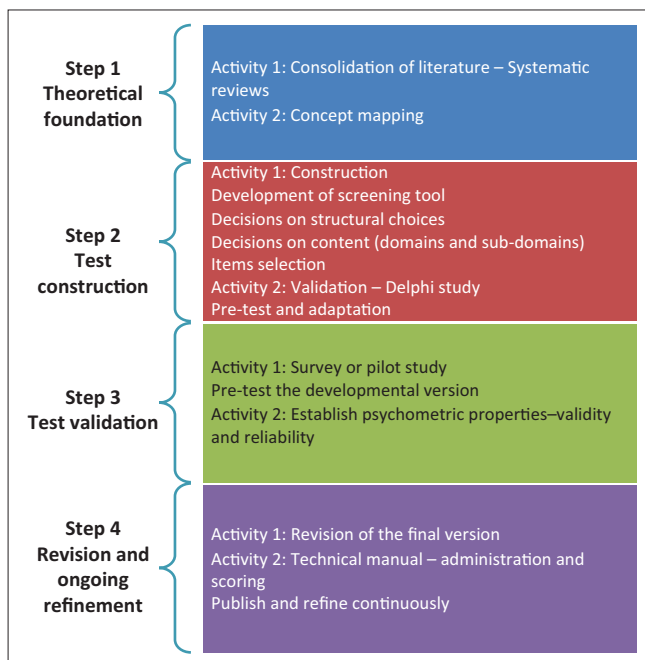 Step 1
Theoretical
foundation
Activity 1: Consolidation of literature – Systematic
reviews
Activity 2: Concept mapping
Step 2
Test
construction
Activity 1: Construction
Development of screening tool
Decisions on structural choices
Decisions on content (domains and sub-domains)
Items selection
Activity 2: Validation – Delphi study
Pre-test and adaptation
Step 3
Test validation
Activity 1: Survey or pilot study
Pre-test the developmental version
Activity 2: Establish psychometric properties–validity
and reliability
Step 4
Revision and
ongoing
refinement
Activity 1: Revision of the final version
Activity 2: Technical manual – administration and
scoring
Publish and refine continuously